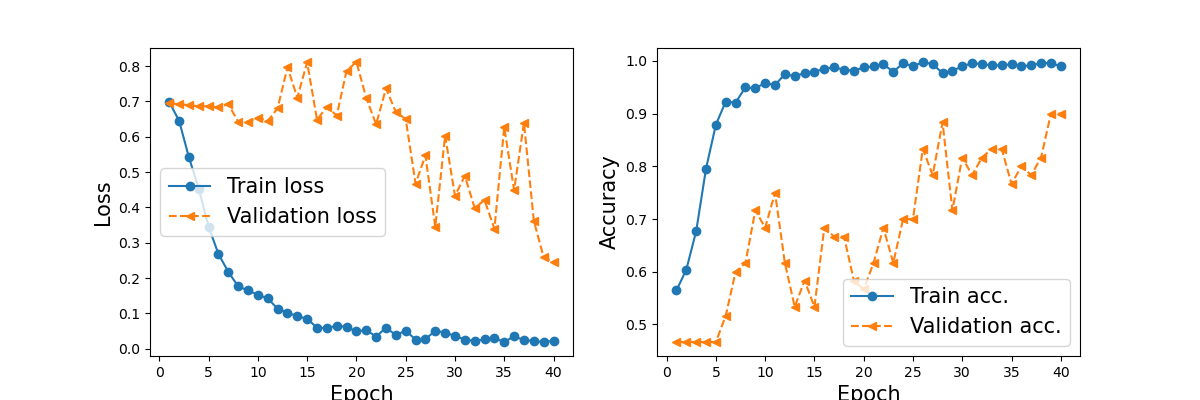 0.8
0.7
0.6
0.5
0.4
0.3
0.2
0.1
0.0
Loss
Train loss
Validation loss
0 5 10 15 20 25 30 35 40
Epoch
1.0
0.9
0.8
0.7
0.6
0.5
Accuracy
Train acc.
Validation acc.
0 5 10 15 20 25 30 35 40
Epoch